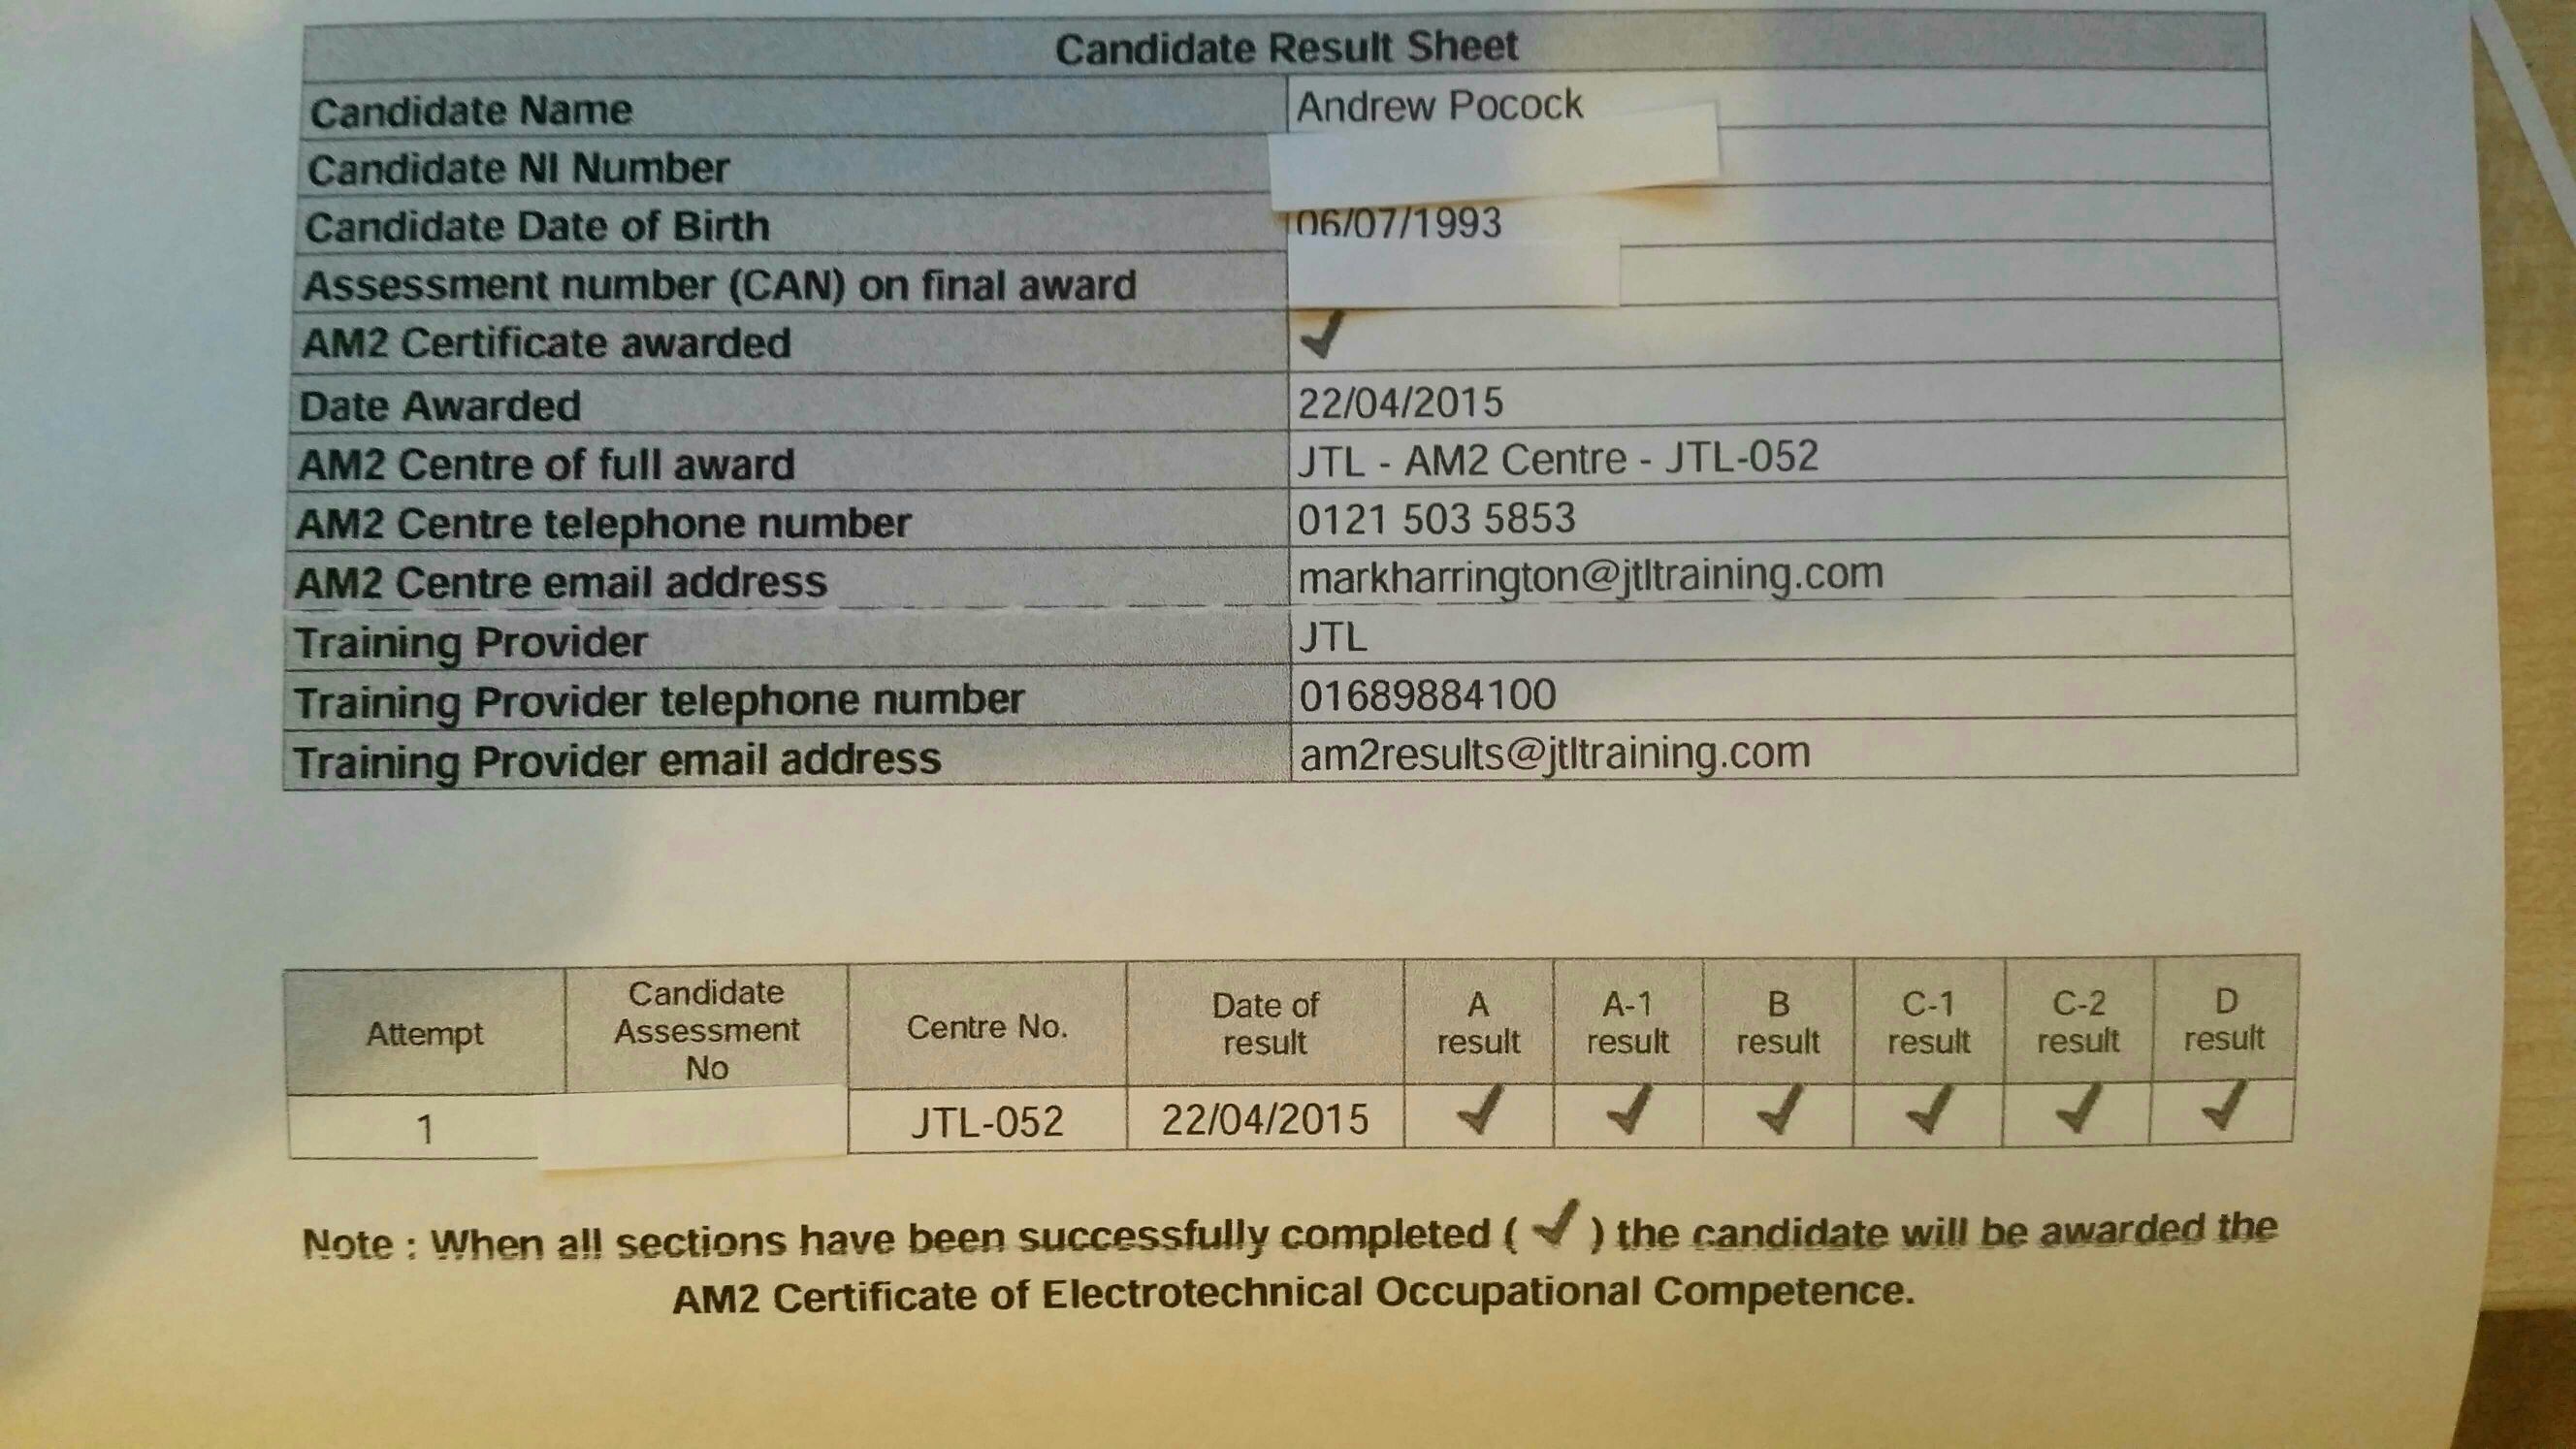 Candidate Result Sheet
Candidate Name Andrew Pocock
Candidate NI Number
Candidate Date of Birth 06/07/1993
Assessment number (CAN) on final award
AM2 Certificate awarded ✓
Date Awarded 22/04/2015
AM2 Centre of full award JTL - AM2 Centre - JTL-052
AM2 Centre telephone number 0121 503 5853
AM2 Centre email address markharrington@jtltraining.com
Training Provider JTL
Training Provider telephone number 01689884100
Training Provider email address am2results@jtltraining.com
Attempt Candidate Assessment No Centre No. Date of result A result A-1 result B result C-1 result C-2 result D result
1 JTL-052 22/04/2015 ✓ ✓ ✓ ✓ ✓ ✓
Note : When all sections have been successfully completed ( ✓ ) the candidate will be awarded the
AM2 Certificate of Electrotechnical Occupational Competence.